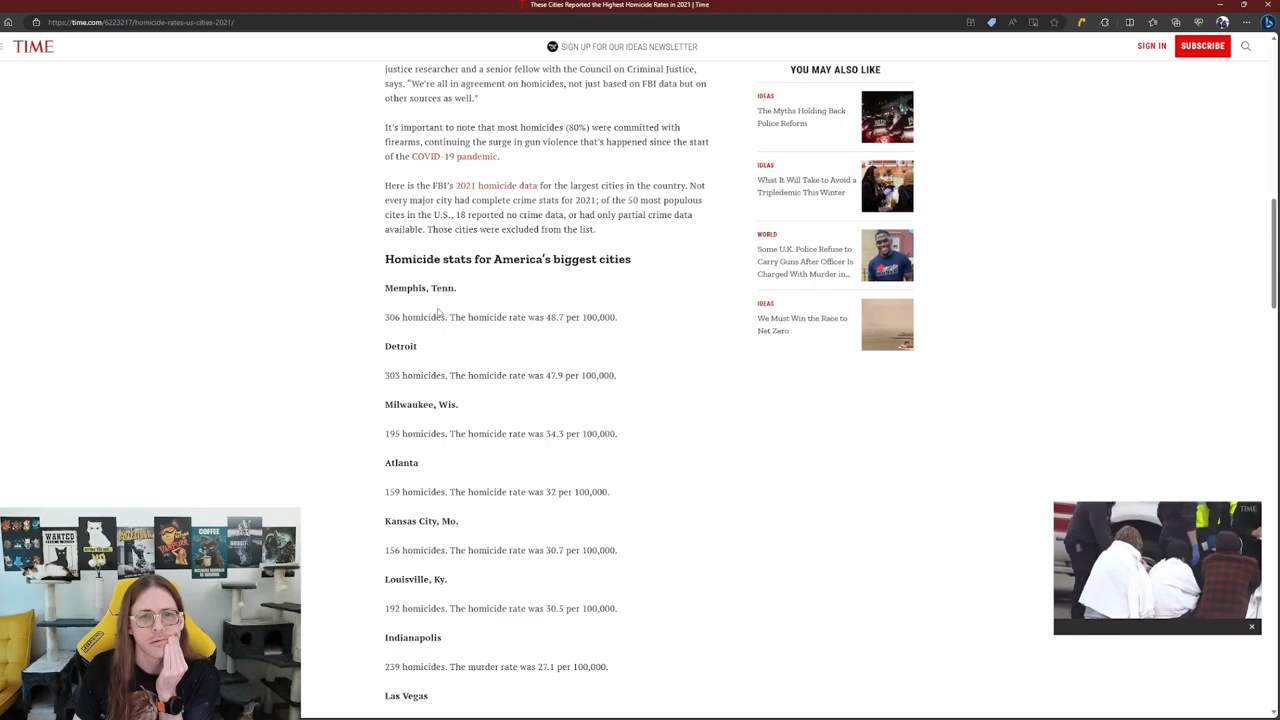 These Cities Reported the Highest Homicide Rates in 2021 | Time
https://time.com/6223217/homicide-rates-us-cities-2021/
TIME
SIGN UP FOR OUR IDEAS NEWSLETTER
SIGN IN
SUBSCRIBE
justice researcher and a senior fellow with the Council on Criminal Justice,
says. “We’re all in agreement on homicides, not just based on FBI data but on
other sources as well.”
It’s important to note that most homicides (80%) were committed with
firearms, continuing the surge in gun violence that’s happened since the start
of the COVID-19 pandemic.
Here is the FBI’s 2021 homicide data for the largest cities in the country. Not
every major city had complete crime stats for 2021; of the 50 most populous
cites in the U.S., 18 reported no crime data, or had only partial crime data
available. Those cities were excluded from the list.
Homicide stats for America’s biggest cities
Memphis, Tenn.
306 homicides. The homicide rate was 48.7 per 100,000.
Detroit
303 homicides. The homicide rate was 47.9 per 100,000.
Milwaukee, Wis.
195 homicides. The homicide rate was 34.3 per 100,000.
Atlanta
159 homicides. The homicide rate was 32 per 100,000.
Kansas City, Mo.
156 homicides. The homicide rate was 30.7 per 100,000.
Louisville, Ky.
192 homicides. The homicide rate was 30.5 per 100,000.
Indianapolis
239 homicides. The murder rate was 27.1 per 100,000.
Las Vegas
YOU MAY ALSO LIKE
IDEAS
The Myths Holding Back
Police Reform
IDEAS
What It Will Take to Avoid a
Tripledemic This Winter
WORLD
Some U.K. Police Refuse to
Carry Guns After Officer Is
Charged With Murder in...
IDEAS
We Must Win the Race to
Net Zero
TIME
WANTED
NO
COFFEE